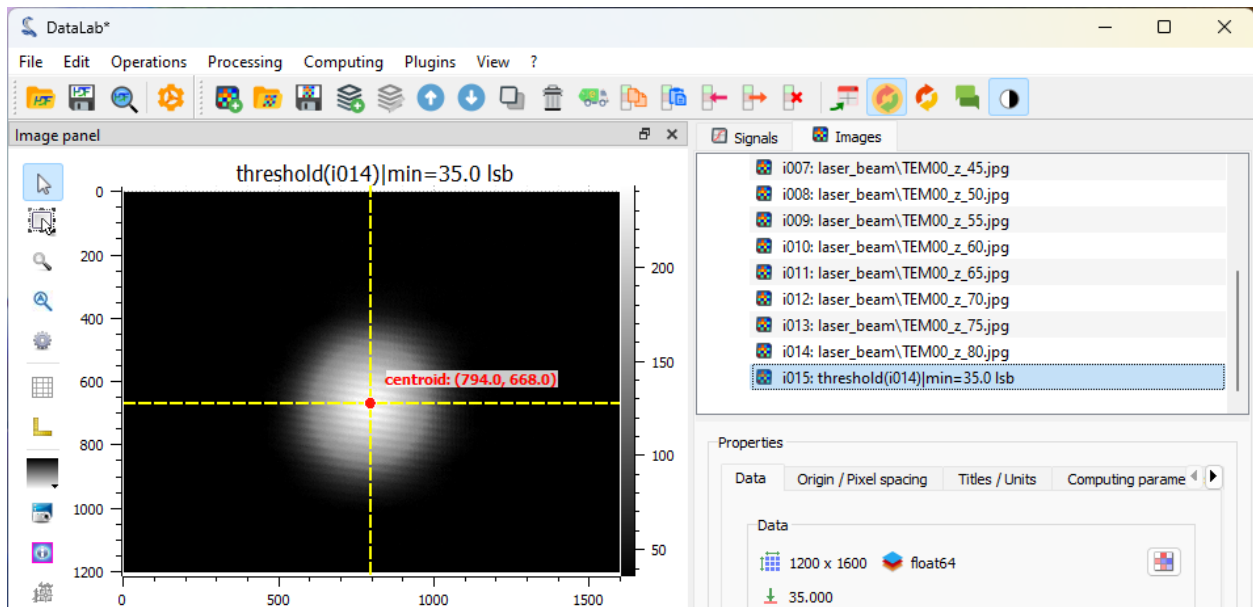 DataLab*
File Edit Operations Processing Computing Plugins View ?
Image panel
threshold(i014)|min=35.0 lsb
0
200
400
600
800
1000
1200
0 500 1000 1500
centroid: (794.0, 668.0)
200
150
100
50
Signals Images
i007: laser_beam\TEM00_z_45.jpg
i008: laser_beam\TEM00_z_50.jpg
i009: laser_beam\TEM00_z_55.jpg
i010: laser_beam\TEM00_z_60.jpg
i011: laser_beam\TEM00_z_65.jpg
i012: laser_beam\TEM00_z_70.jpg
i013: laser_beam\TEM00_z_75.jpg
i014: laser_beam\TEM00_z_80.jpg
i015: threshold(i014)|min=35.0 lsb
Properties
Data Origin / Pixel spacing Titles / Units Computing parame
Data
1200 x 1600 float64
35.000